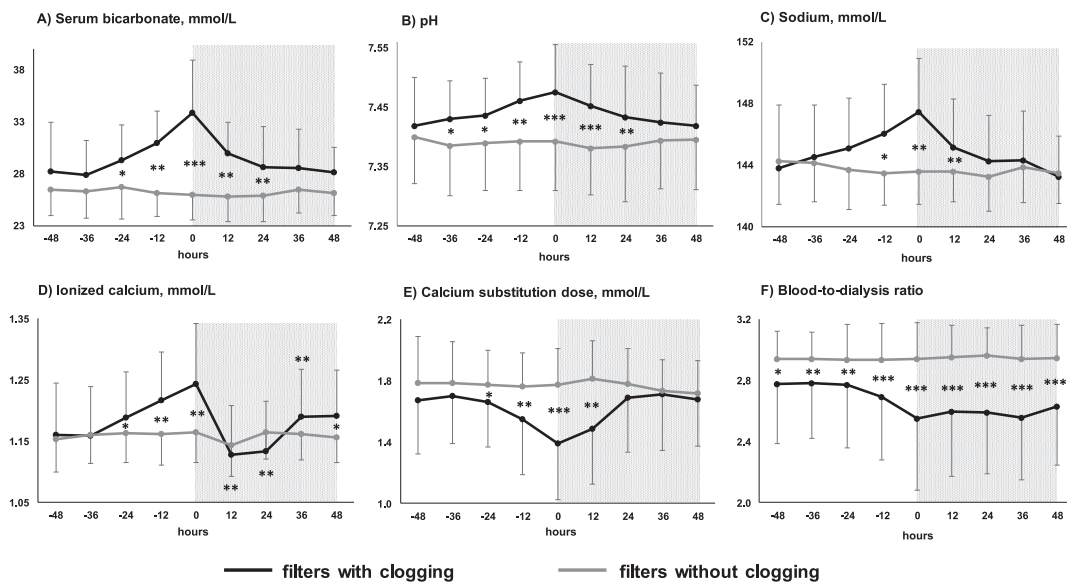 A) Serum bicarbonate, mmol/L
38
33
28
23
* ** *** ** **
-48 -36 -24 -12 0 12 24 36 48
hours
B) pH
7.55
7.45
7.35
7.25
* * ** *** *** **
-48 -36 -24 -12 0 12 24 36 48
hours
C) Sodium, mmol/L
152
148
144
140
* ** **
-48 -36 -24 -12 0 12 24 36 48
hours
D) Ionized calcium, mmol/L
1.35
1.25
1.15
1.05
* ** ** ** ** ** *
-48 -36 -24 -12 0 12 24 36 48
hours
E) Calcium substitution dose, mmol/L
2.2
1.8
1.4
1.0
* ** *** **
-48 -36 -24 -12 0 12 24 36 48
hours
F) Blood-to-dialysis ratio
3.2
2.8
2.4
2.0
* ** ** *** *** *** *** *** ***
-48 -36 -24 -12 0 12 24 36 48
hours
filters with clogging
filters without clogging